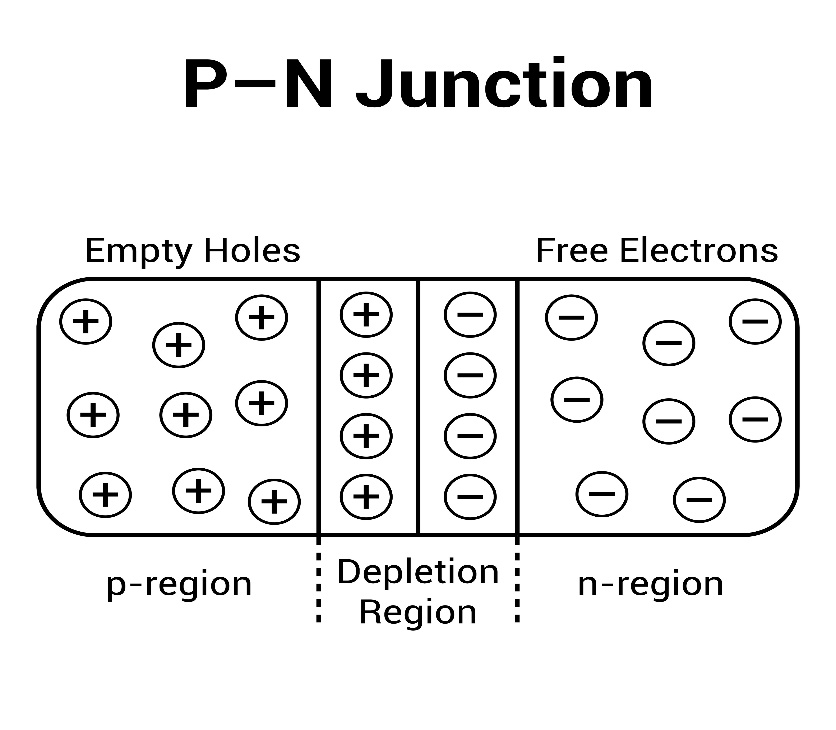 P–N Junction
Empty Holes
Free Electrons
p-region
Depletion
Region
n-region